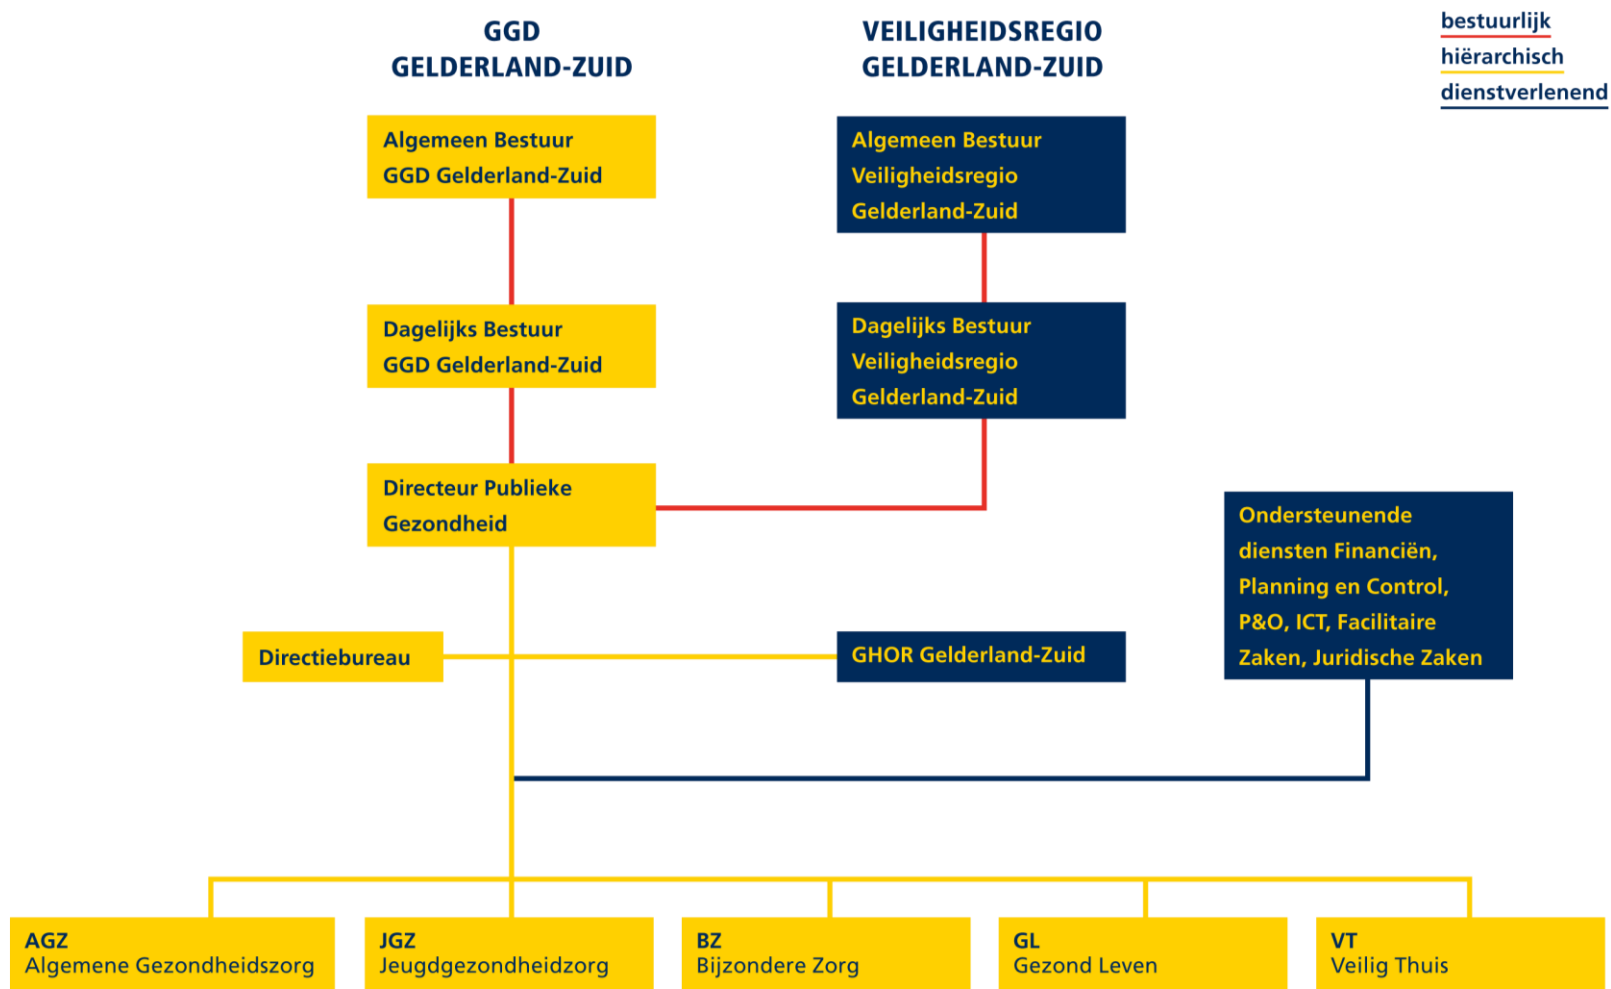 GGD
GELDERLAND-ZUID
VEILIGHEIDSREGIO
GELDERLAND-ZUID
bestuurlijk
hiërarchisch
dienstverlenend
Algemeen Bestuur
GGD Gelderland-Zuid
Algemeen Bestuur
Veiligheidsregio
Gelderland-Zuid
Dagelijks Bestuur
GGD Gelderland-Zuid
Dagelijks Bestuur
Veiligheidsregio
Gelderland-Zuid
Directeur Publieke
Gezondheid
Ondersteunende
diensten Financiën,
Planning en Control,
P&O, ICT, Facilitaire
Zaken, Juridische Zaken
Directiebureau
GHOR Gelderland-Zuid
AGZ
Algemene Gezondheidszorg
JGZ
Jeugdgezondheidzorg
BZ
Bijzondere Zorg
GL
Gezond Leven
VT
Veilig Thuis